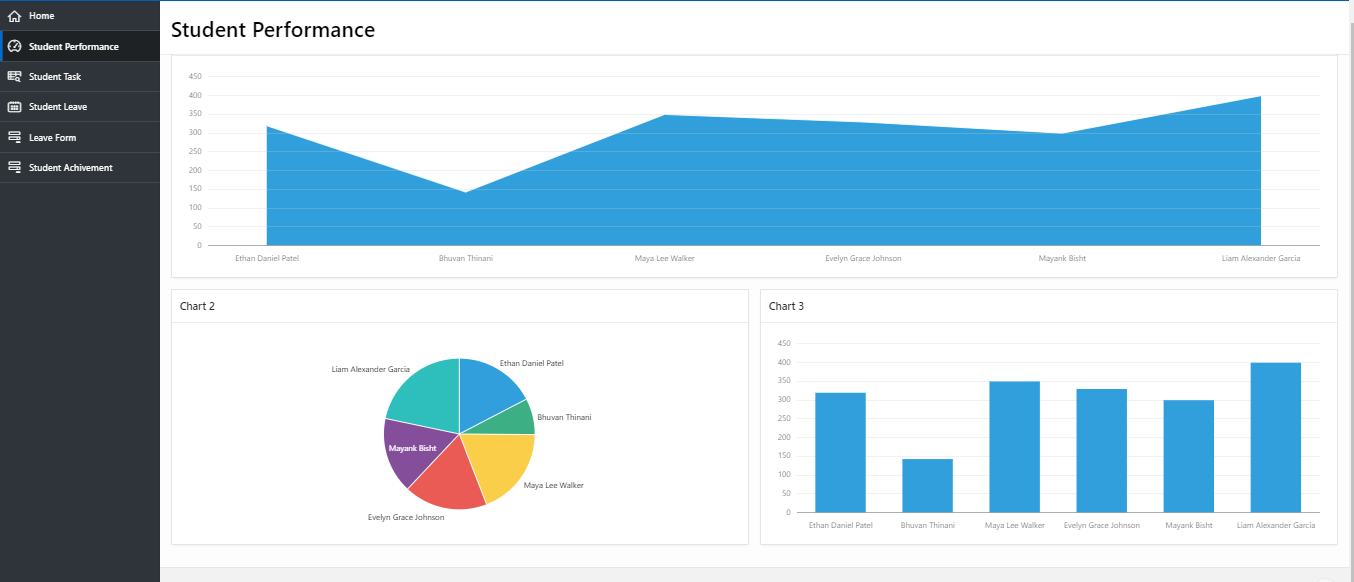 Home
Student Performance
Student Task
Student Leave
Leave Form
Student Achivement
Student Performance
450
400
350
300
250
200
150
100
50
0
Ethan Daniel Patel Bhuvan Thinani Maya Lee Walker Evelyn Grace Johnson Mayank Bisht Liam Alexander Garcia
Chart 2
Ethan Daniel Patel
Liam Alexander Garcia
Bhuvan Thinani
Mayank Bisht
Maya Lee Walker
Evelyn Grace Johnson
Chart 3
450
400
350
300
250
200
150
100
50
0
Ethan Daniel Patel Bhuvan Thinani Maya Lee Walker Evelyn Grace Johnson Mayank Bisht Liam Alexander Garcia